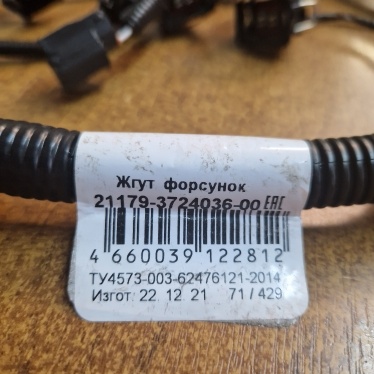 Жгут форсунок
21179-3724036-00 EAC
4 660039 122812
ТУ4573-003-62476121-2014
Изгот. 22 12 21 71/429